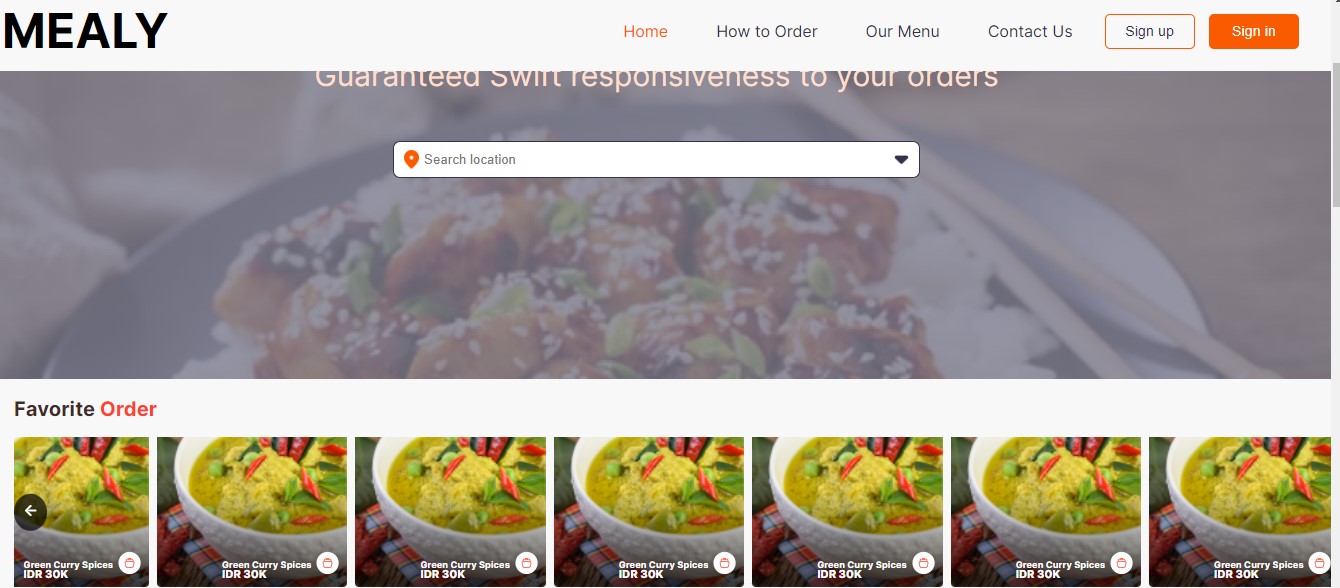 MEALY
Home
How to Order
Our Menu
Contact Us
Sign up
Sign in
Guaranteed Swift responsiveness to your orders
Search location
Favorite Order
Green Curry Spices
IDR 30K
Green Curry Spices
IDR 30K
Green Curry Spices
IDR 30K
Green Curry Spices
IDR 30K
Green Curry Spices
IDR 30K
Green Curry Spices
IDR 30K
Green Curry Spices
IDR 30K